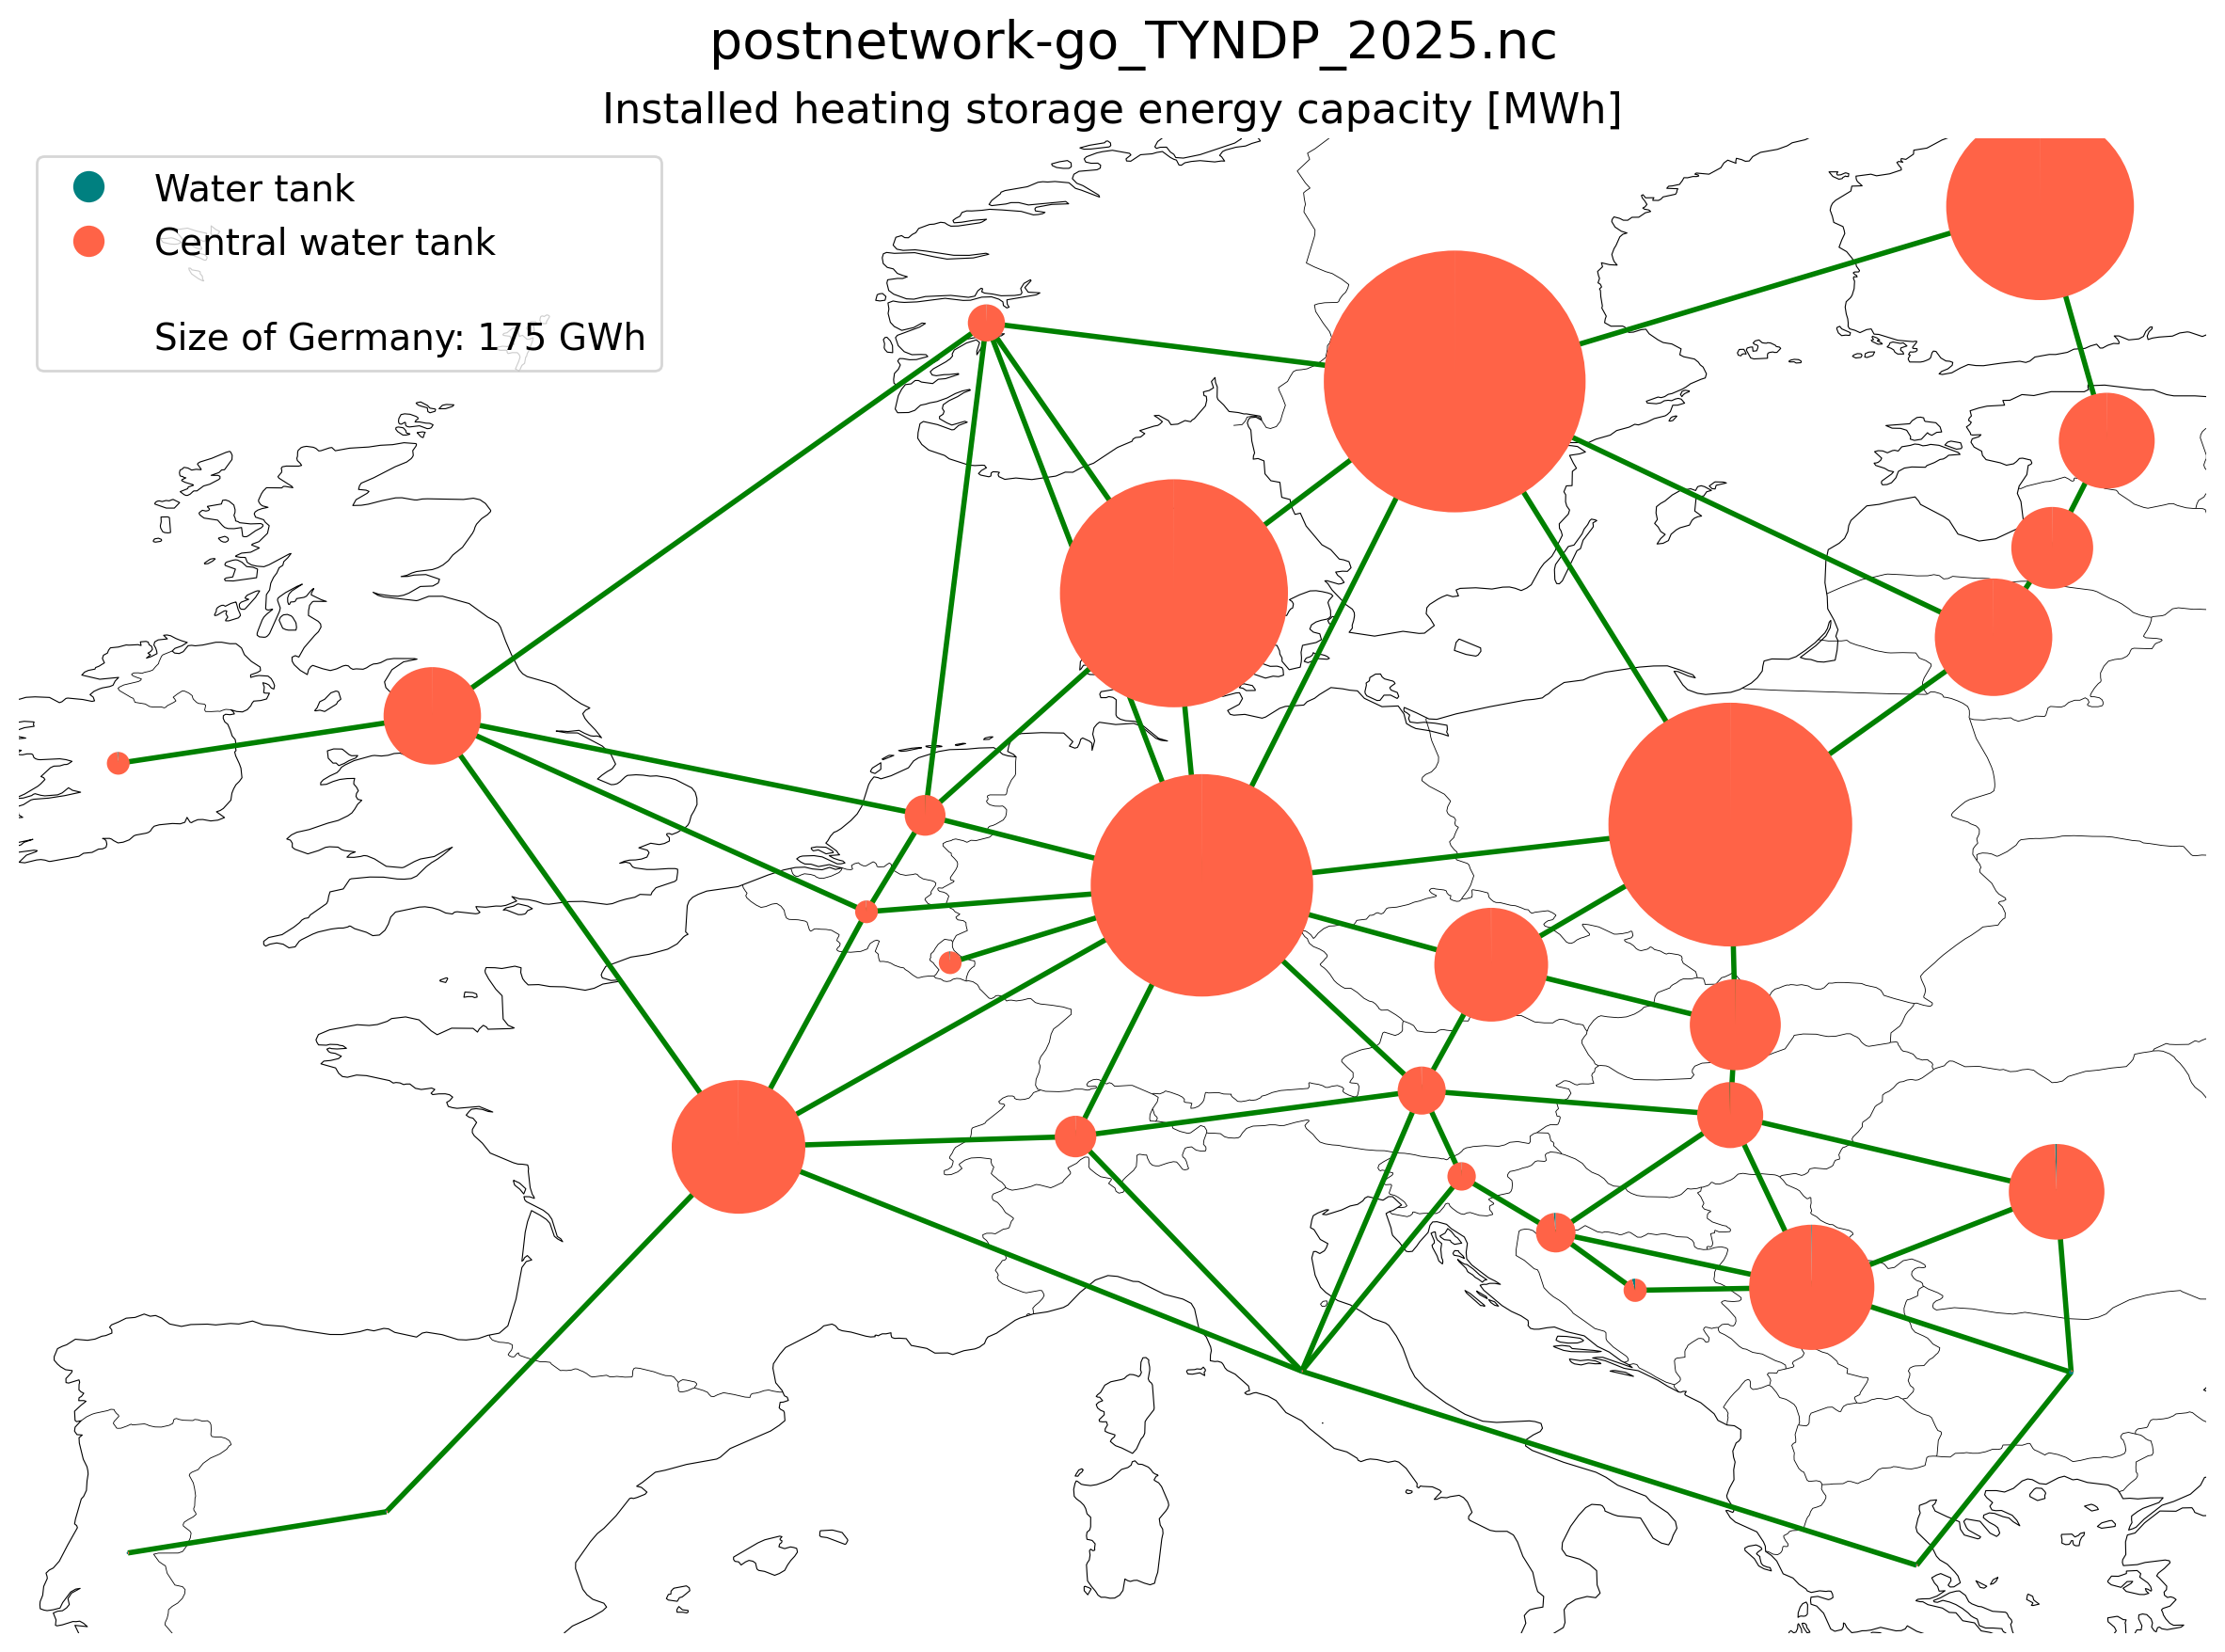 postnetwork-go_TYNDP_2025.nc
Installed heating storage energy capacity [MWh]
Water tank
Central water tank
Size of Germany: 175 GWh